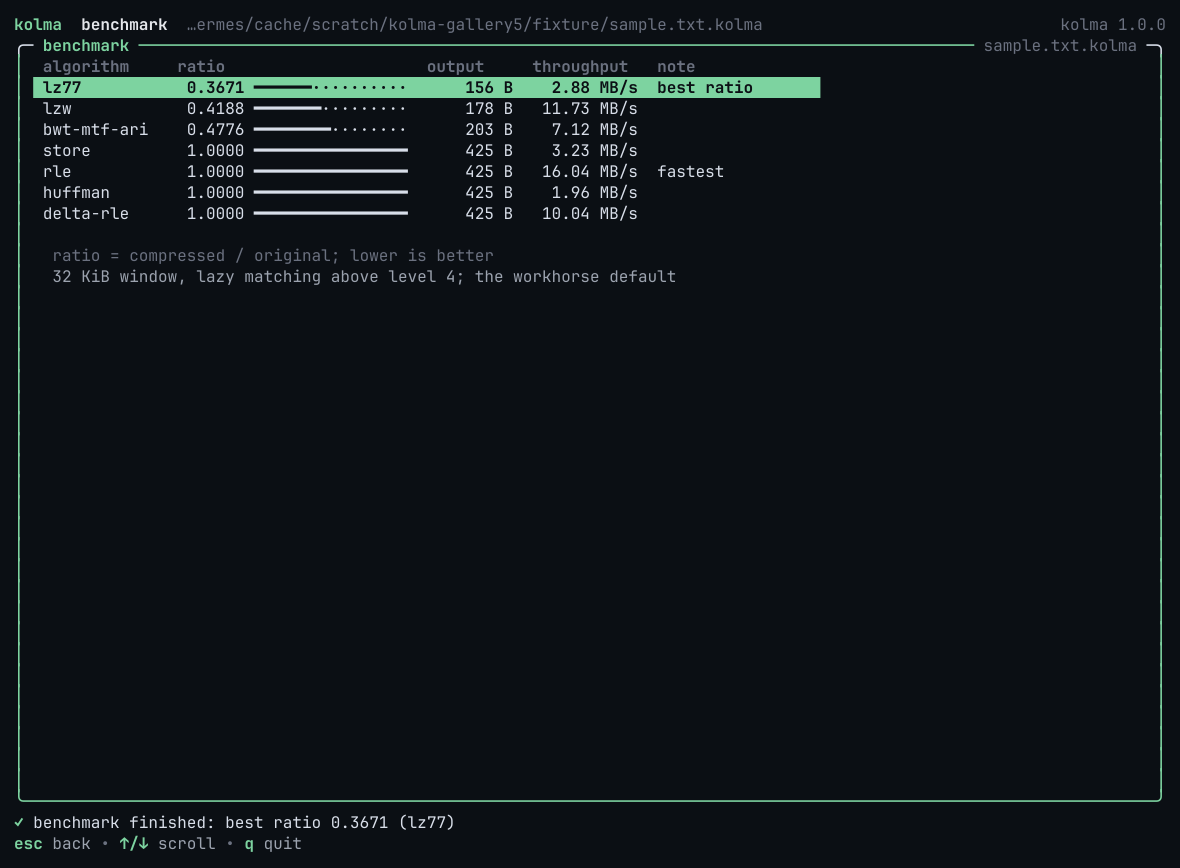 kolma benchmark …ermes/cache/scratch/kolma-gallery5/fixture/sample.txt.kolma kolma 1.0.0
benchmark sample.txt.kolma
algorithm ratio output throughput note
lz77 0.3671 156 B 2.88 MB/s best ratio
lzw 0.4188 178 B 11.73 MB/s
bwt-mtf-ari 0.4776 203 B 7.12 MB/s
store 1.0000 425 B 3.23 MB/s
rle 1.0000 425 B 16.04 MB/s fastest
huffman 1.0000 425 B 1.96 MB/s
delta-rle 1.0000 425 B 10.04 MB/s
ratio = compressed / original; lower is better
32 KiB window, lazy matching above level 4; the workhorse default
✓ benchmark finished: best ratio 0.3671 (lz77)
esc back • ↑/↓ scroll • q quit